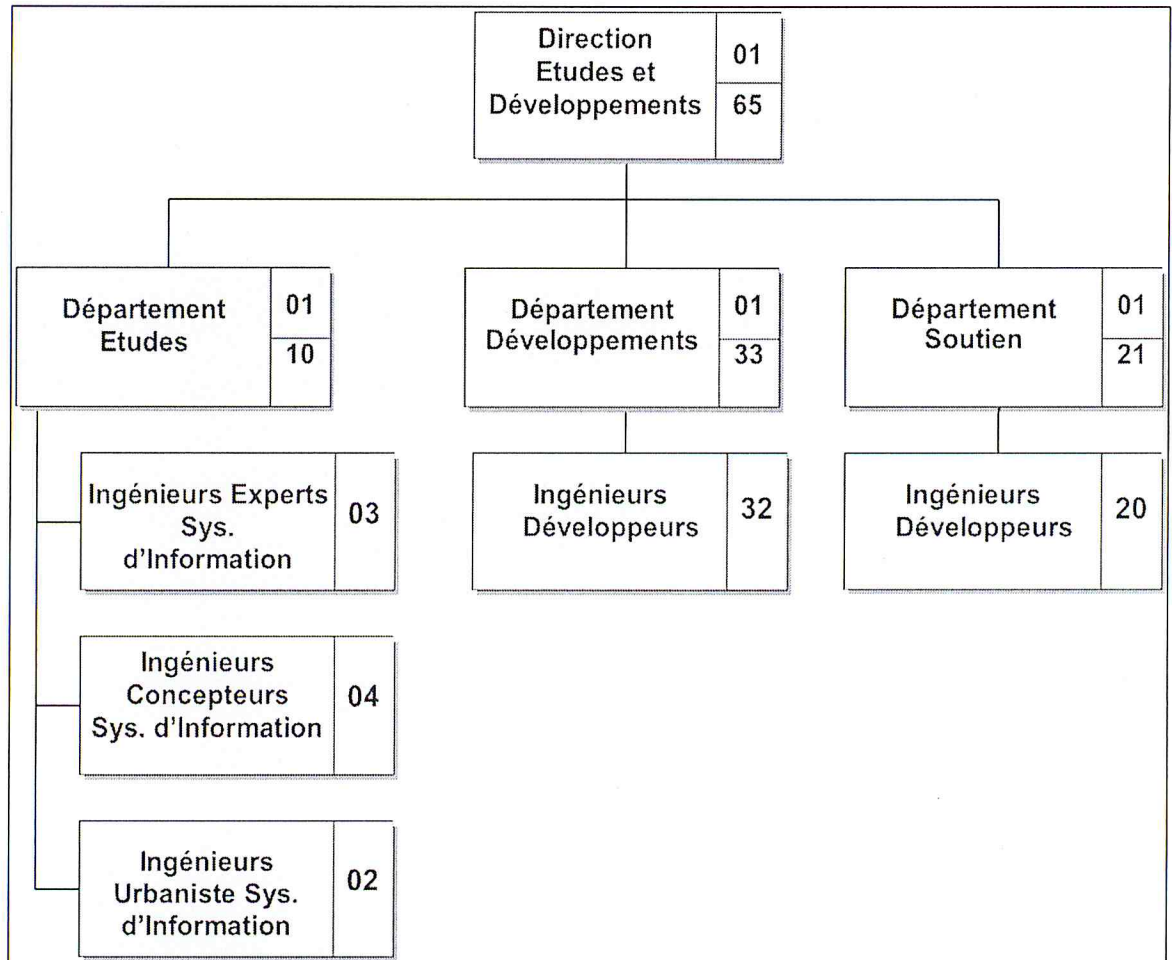 Direction
Etudes et
Développements
01
65
Département
Etudes
01
10
Département
Développements
01
33
Département
Soutien
01
21
Ingénieurs Experts
Sys.
d'Information
03
Ingénieurs
Développeurs
32
Ingénieurs
Développeurs
20
Ingénieurs
Concepteurs
Sys. d'Information
04
Ingénieurs
Urbaniste Sys.
d'Information
02